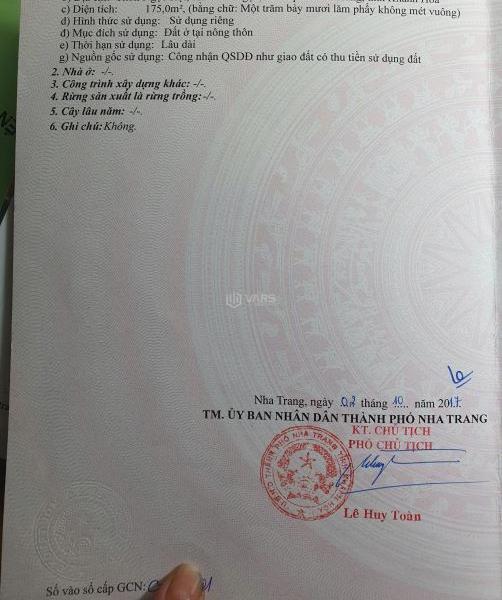 c) Diện tích: 175,0m², (bằng chữ: Một trăm bảy mươi lăm phẩy không mét vuông)
d) Hình thức sử dụng: Sử dụng riêng
đ) Mục đích sử dụng: Đất ở tại nông thôn
e) Thời hạn sử dụng: Lâu dài
g) Nguồn gốc sử dụng: Công nhận QSDĐ như giao đất có thu tiền sử dụng đất
2. Nhà ở: -/-.
3. Công trình xây dựng khác: -/-.
4. Rừng sản xuất là rừng trồng: -/-.
5. Cây lâu năm: -/-.
6. Ghi chú: Không.
VARS
Nha Trang, ngày 02 tháng 10 năm 2017
TM. ỦY BAN NHÂN DÂN THÀNH PHỐ NHA TRANG
KT. CHỦ TỊCH
PHÓ CHỦ TỊCH
Lê Huy Toàn
Số vào sổ cấp GCN: